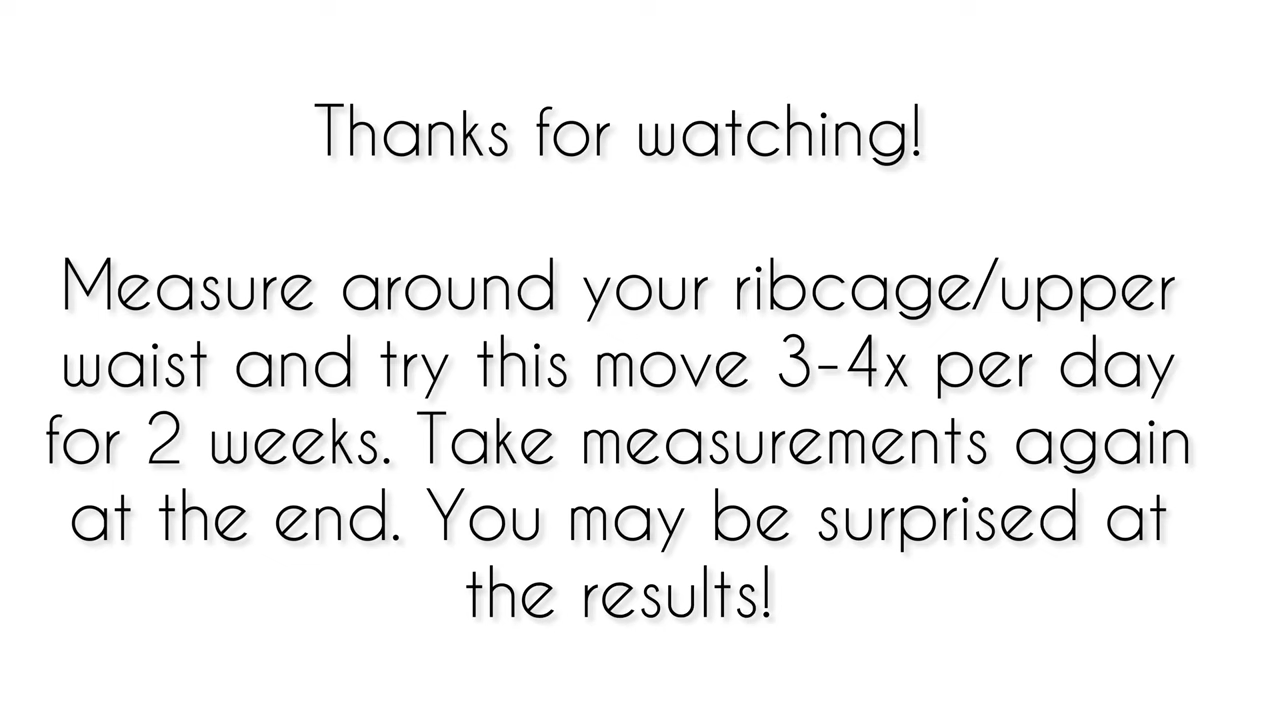 Thanks for watching!
Measure around your ribcage/upper
waist and try this move 3-4x per day
for 2 weeks. Take measurements again
at the end. You may be surprised at
the results!